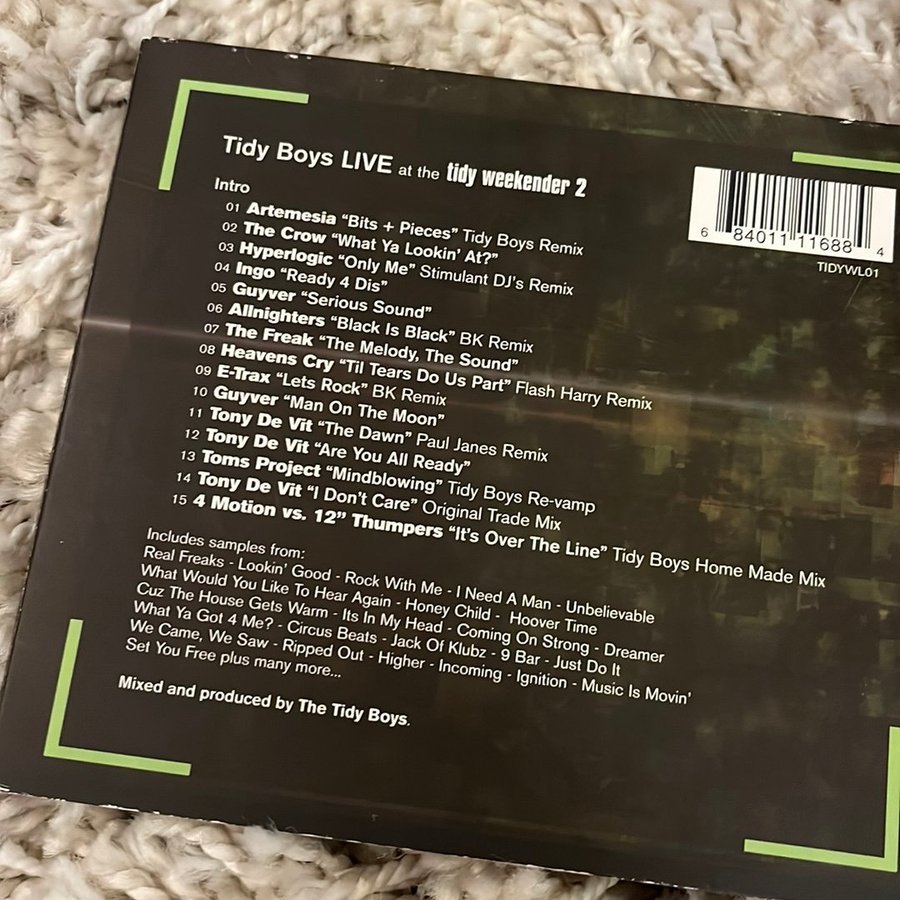 Tidy Boys LIVE at the tidy weekender 2
Intro
01 Artemesia “Bits + Pieces” Tidy Boys Remix
02 The Crow “What Ya Lookin’ At?”
03 Hyperlogic “Only Me” Stimulant DJ’s Remix
04 Ingo “Ready 4 Dis”
05 Guyver “Serious Sound”
06 Allnighters “Black Is Black” BK Remix
07 The Freak “The Melody, The Sound”
08 Heavens Cry “Til Tears Do Us Part” Flash Harry Remix
09 E-Trax “Lets Rock” BK Remix
10 Guyver “Man On The Moon”
11 Tony De Vit “The Dawn” Paul Janes Remix
12 Tony De Vit “Are You All Ready”
13 Toms Project “Mindblowing” Tidy Boys Re-vamp
14 Tony De Vit “I Don’t Care” Original Trade Mix
15 4 Motion vs. 12” Thumpers “It’s Over The Line” Tidy Boys Home Made Mix
Includes samples from:
Real Freaks - Lookin’ Good - Rock With Me - I Need A Man - Unbelievable
What Would You Like To Hear Again - Honey Child - Hoover Time
Cuz The House Gets Warm - Its In My Head - Coming On Strong - Dreamer
What Ya Got 4 Me? - Circus Beats - Jack Of Klubz - 9 Bar - Just Do It
We Came, We Saw - Ripped Out - Higher - Incoming - Ignition - Music Is Movin’
Set You Free plus many more...
Mixed and produced by The Tidy Boys.
6 84011 11688 4
TIDYWL01